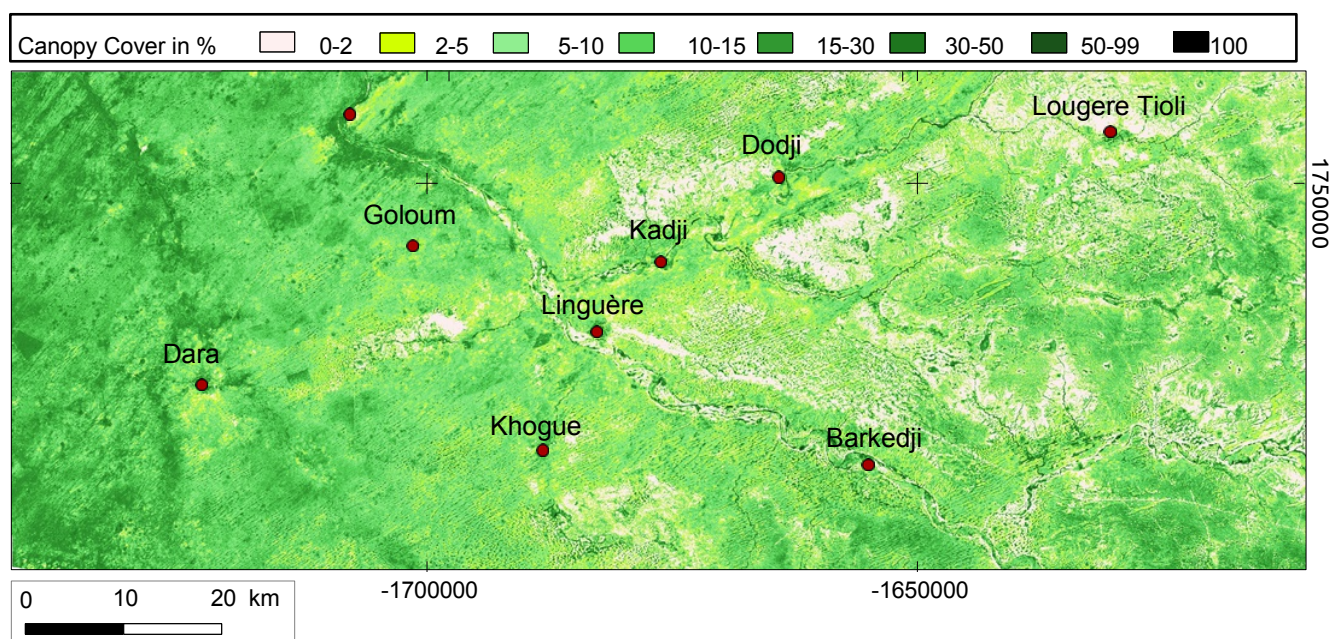 Canopy Cover in % 0-2 2-5 5-10 10-15 15-30 30-50 50-99 100
Lougere Tioli
Dodji
1750000
Goloum
Kadji
Linguère
Dara
Khogue
Barkedji
0 10 20 km
-1700000 -1650000